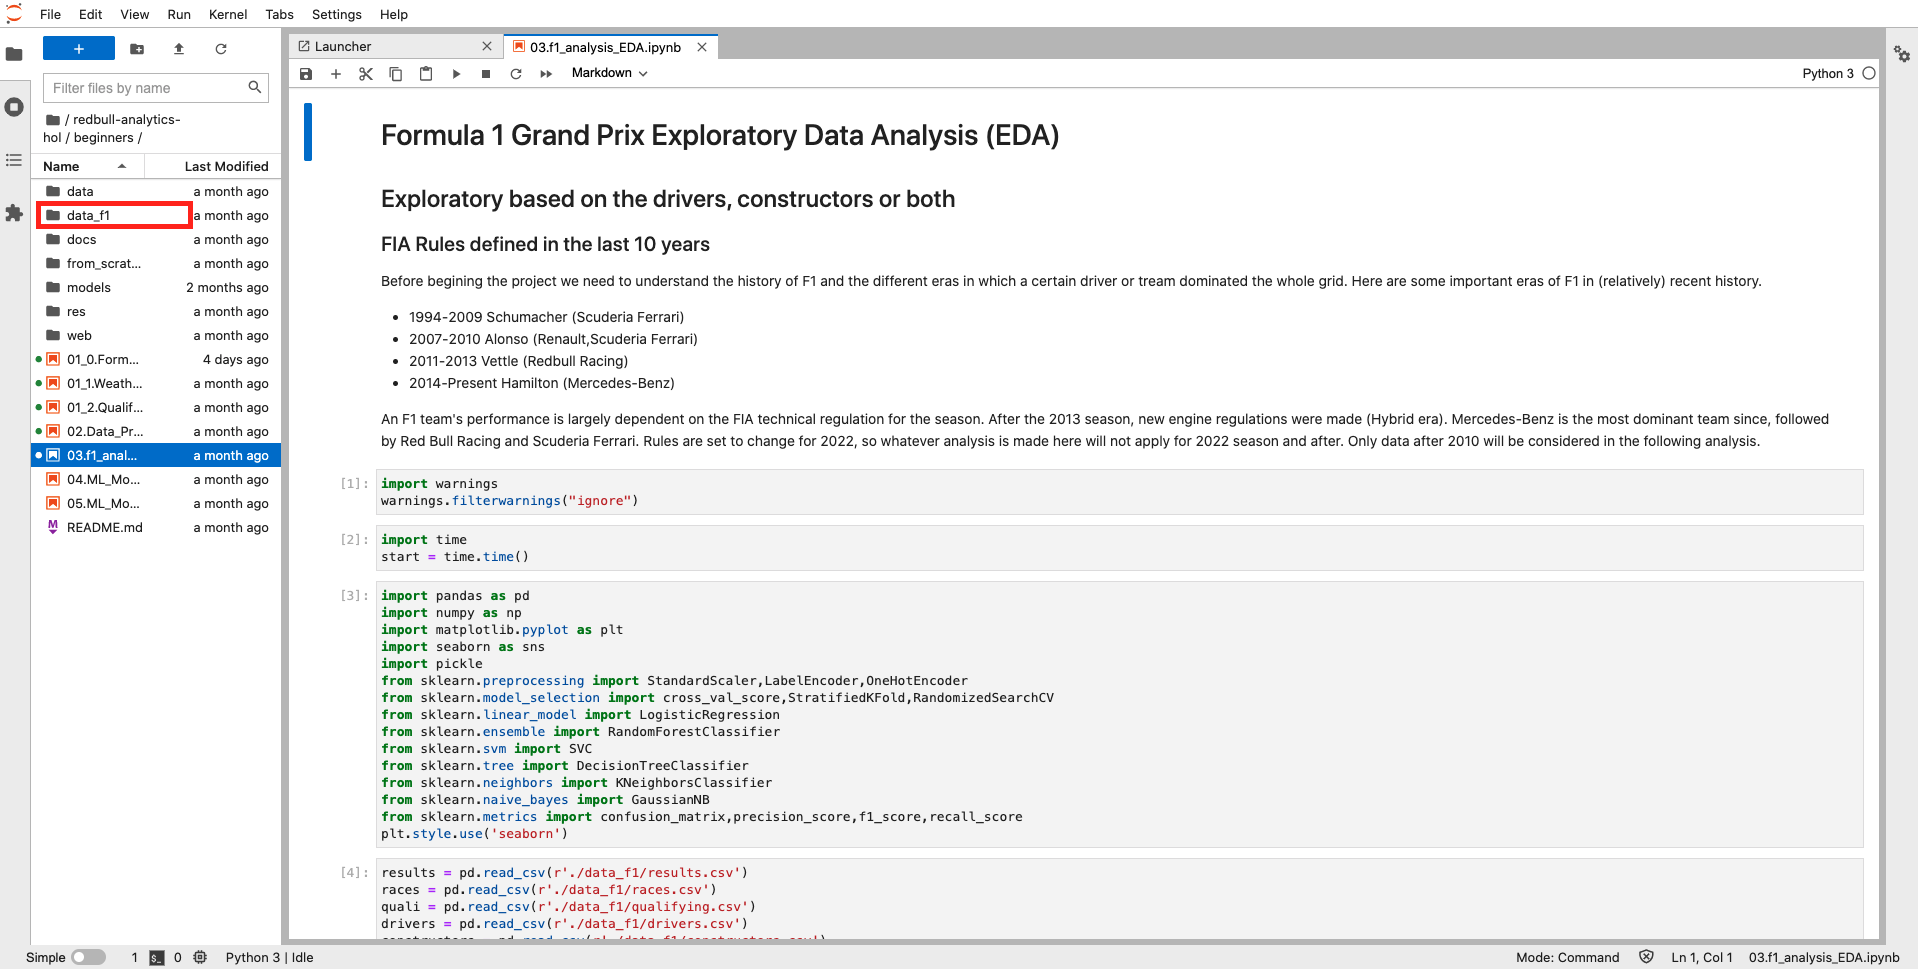 File Edit View Run Kernel Tabs Settings Help
Filter files by name
/ redbull-analytics-
hol / beginners /
Name Last Modified
data a month ago
data_f1 a month ago
docs a month ago
from_scrat... a month ago
models 2 months ago
res a month ago
web a month ago
01_0.Form... 4 days ago
01_1.Weath... a month ago
01_2.Qualif... a month ago
02.Data_Pr... a month ago
03.f1_anal... a month ago
04.ML_Mo... a month ago
05.ML_Mo... a month ago
README.md a month ago
Launcher
03.f1_analysis_EDA.ipynb
Markdown
Python 3
Formula 1 Grand Prix Exploratory Data Analysis (EDA)
Exploratory based on the drivers, constructors or both
FIA Rules defined in the last 10 years
Before begining the project we need to understand the history of F1 and the different eras in which a certain driver or tream dominated the whole grid. Here are some important eras of F1 in (relatively) recent history.
• 1994-2009 Schumacher (Scuderia Ferrari)
• 2007-2010 Alonso (Renault,Scuderia Ferrari)
• 2011-2013 Vettle (Redbull Racing)
• 2014-Present Hamilton (Mercedes-Benz)
An F1 team's performance is largely dependent on the FIA technical regulation for the season. After the 2013 season, new engine regulations were made (Hybrid era). Mercedes-Benz is the most dominant team since, followed
by Red Bull Racing and Scuderia Ferrari. Rules are set to change for 2022, so whatever analysis is made here will not apply for 2022 season and after. Only data after 2010 will be considered in the following analysis.
[1]: import warnings
warnings.filterwarnings("ignore")
[2]: import time
start = time.time()
[3]: import pandas as pd
import numpy as np
import matplotlib.pyplot as plt
import seaborn as sns
import pickle
from sklearn.preprocessing import StandardScaler,LabelEncoder,OneHotEncoder
from sklearn.model_selection import cross_val_score,StratifiedKFold,RandomizedSearchCV
from sklearn.linear_model import LogisticRegression
from sklearn.ensemble import RandomForestClassifier
from sklearn.svm import SVC
from sklearn.tree import DecisionTreeClassifier
from sklearn.neighbors import KNeighborsClassifier
from sklearn.naive_bayes import GaussianNB
from sklearn.metrics import confusion_matrix,precision_score,f1_score,recall_score
plt.style.use('seaborn')
[4]: results = pd.read_csv(r'./data_f1/results.csv')
races = pd.read_csv(r'./data_f1/races.csv')
quali = pd.read_csv(r'./data_f1/qualifying.csv')
drivers = pd.read_csv(r'./data_f1/drivers.csv')
constructors = pd.read_csv(r'./data_f1/constructors.csv')
Simple 1 0 Python 3 | Idle Mode: Command Ln 1, Col 1 03.f1_analysis_EDA.ipynb